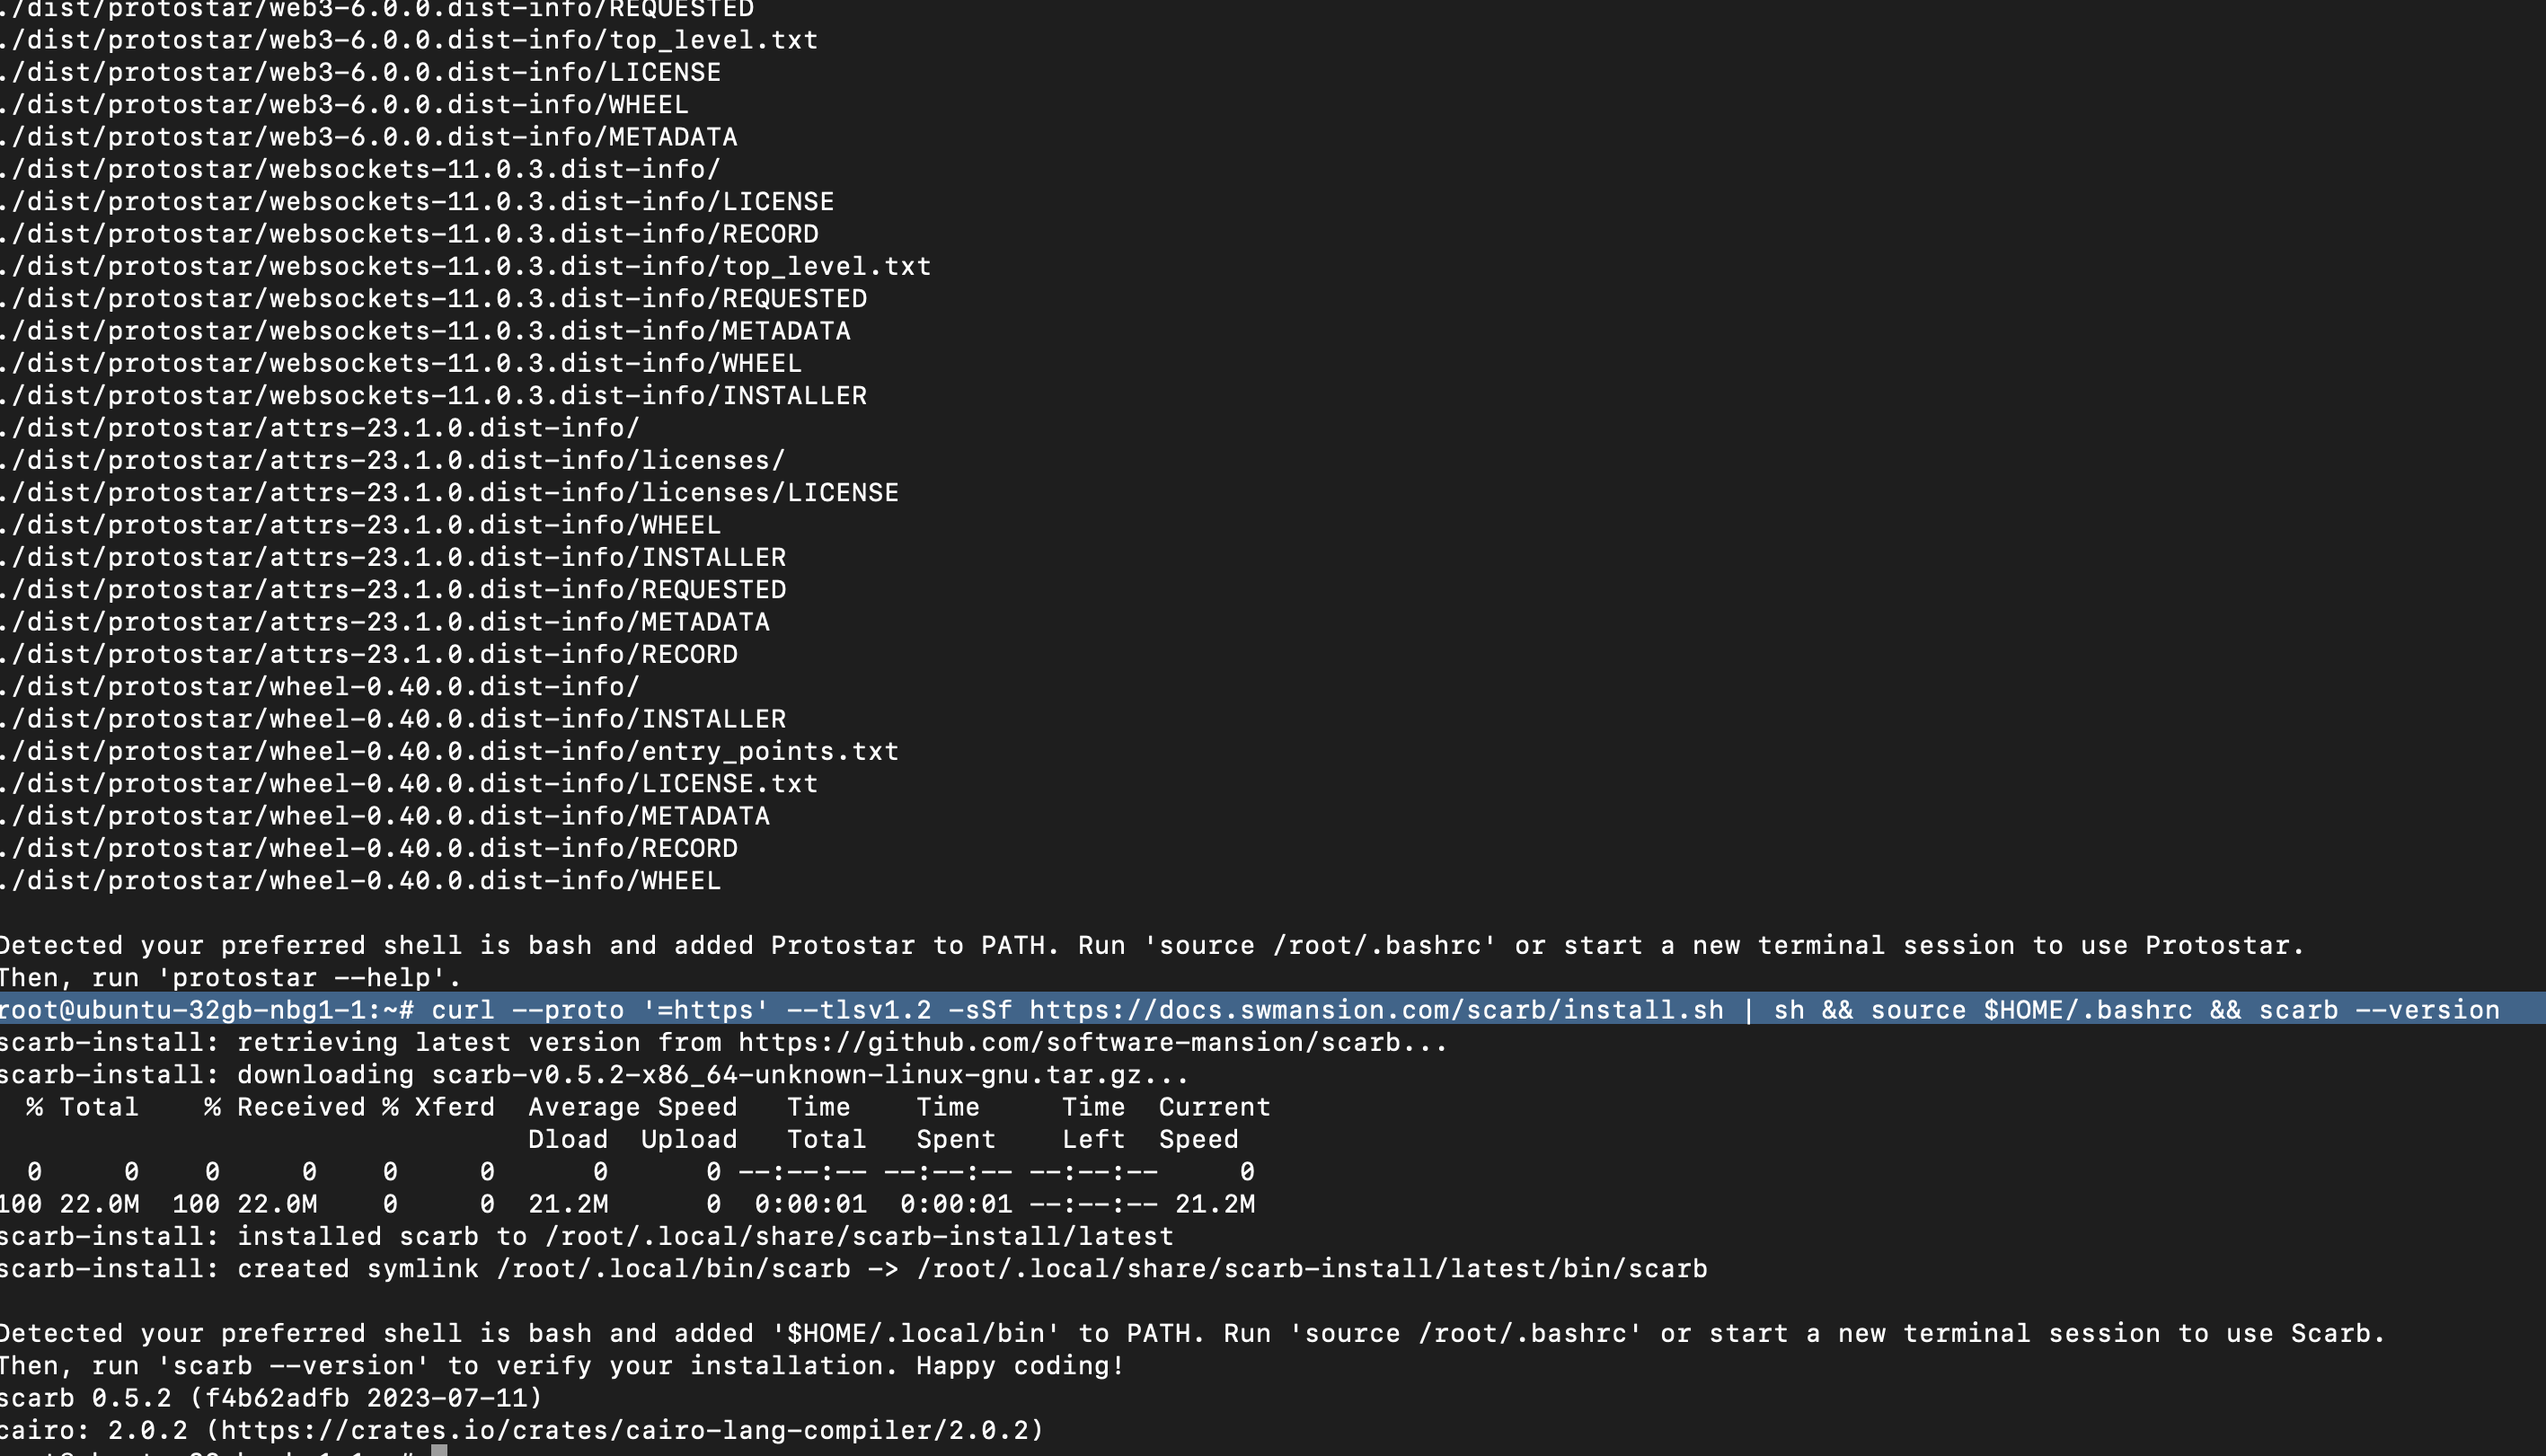 ./dist/protostar/web3-6.0.0.dist-info/REQUESTED
./dist/protostar/web3-6.0.0.dist-info/top_level.txt
./dist/protostar/web3-6.0.0.dist-info/LICENSE
./dist/protostar/web3-6.0.0.dist-info/WHEEL
./dist/protostar/web3-6.0.0.dist-info/METADATA
./dist/protostar/websockets-11.0.3.dist-info/
./dist/protostar/websockets-11.0.3.dist-info/LICENSE
./dist/protostar/websockets-11.0.3.dist-info/RECORD
./dist/protostar/websockets-11.0.3.dist-info/top_level.txt
./dist/protostar/websockets-11.0.3.dist-info/REQUESTED
./dist/protostar/websockets-11.0.3.dist-info/METADATA
./dist/protostar/websockets-11.0.3.dist-info/WHEEL
./dist/protostar/websockets-11.0.3.dist-info/INSTALLER
./dist/protostar/attrs-23.1.0.dist-info/
./dist/protostar/attrs-23.1.0.dist-info/licenses/
./dist/protostar/attrs-23.1.0.dist-info/licenses/LICENSE
./dist/protostar/attrs-23.1.0.dist-info/WHEEL
./dist/protostar/attrs-23.1.0.dist-info/INSTALLER
./dist/protostar/attrs-23.1.0.dist-info/REQUESTED
./dist/protostar/attrs-23.1.0.dist-info/METADATA
./dist/protostar/attrs-23.1.0.dist-info/RECORD
./dist/protostar/wheel-0.40.0.dist-info/
./dist/protostar/wheel-0.40.0.dist-info/INSTALLER
./dist/protostar/wheel-0.40.0.dist-info/entry_points.txt
./dist/protostar/wheel-0.40.0.dist-info/LICENSE.txt
./dist/protostar/wheel-0.40.0.dist-info/METADATA
./dist/protostar/wheel-0.40.0.dist-info/RECORD
./dist/protostar/wheel-0.40.0.dist-info/WHEEL
Detected your preferred shell is bash and added Protostar to PATH. Run 'source /root/.bashrc' or start a new terminal session to use Protostar.
Then, run 'protostar --help'.
root@ubuntu-32gb-nbg1-1:~# curl --proto '=https' --tlsv1.2 -sSf https://docs.swmansion.com/scarb/install.sh | sh && source $HOME/.bashrc && scarb --version
scarb-install: retrieving latest version from https://github.com/software-mansion/scarb...
scarb-install: downloading scarb-v0.5.2-x86_64-unknown-linux-gnu.tar.gz...
% Total % Received % Xferd Average Speed Time Time Time Current
Dload Upload Total Spent Left Speed
0 0 0 0 0 0 0 0 --:--:-- --:--:-- --:--:-- 0
100 22.0M 100 22.0M 0 0 21.2M 0 0:00:01 0:00:01 --:--:-- 21.2M
scarb-install: installed scarb to /root/.local/share/scarb-install/latest
scarb-install: created symlink /root/.local/bin/scarb -> /root/.local/share/scarb-install/latest/bin/scarb
Detected your preferred shell is bash and added '$HOME/.local/bin' to PATH. Run 'source /root/.bashrc' or start a new terminal session to use Scarb.
Then, run 'scarb --version' to verify your installation. Happy coding!
scarb 0.5.2 (f4b62adfb 2023-07-11)
cairo: 2.0.2 (https://crates.io/crates/cairo-lang-compiler/2.0.2)